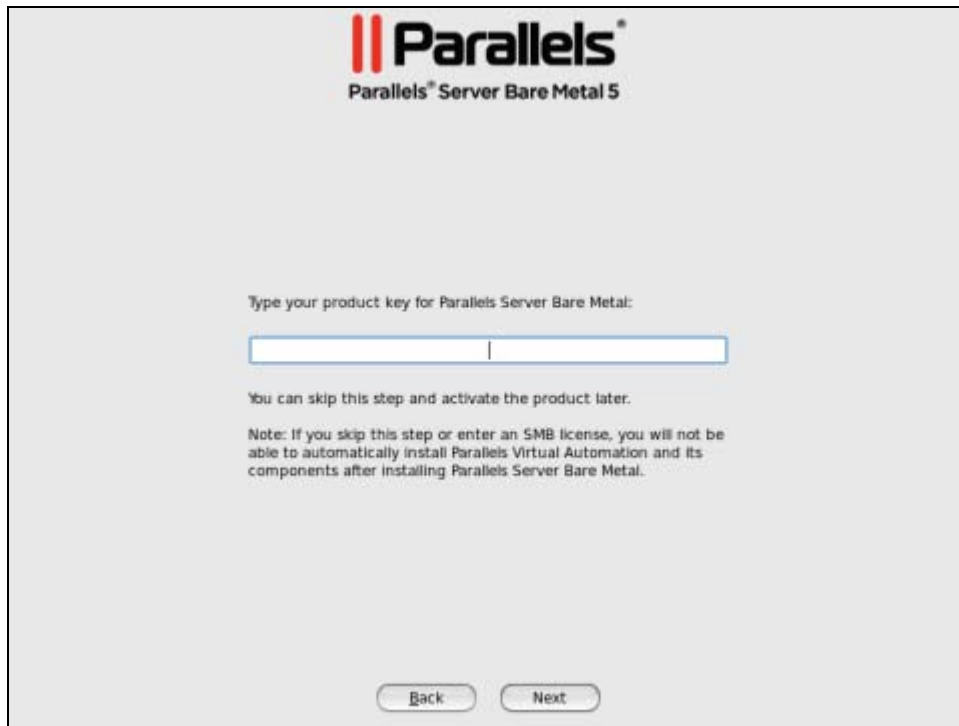 Parallels®
Parallels® Server Bare Metal 5
Type your product key for Parallels Server Bare Metal:
You can skip this step and activate the product later.
Note: If you skip this step or enter an SMB license, you will not be
able to automatically install Parallels Virtual Automation and its
components after installing Parallels Server Bare Metal.
Back
Next